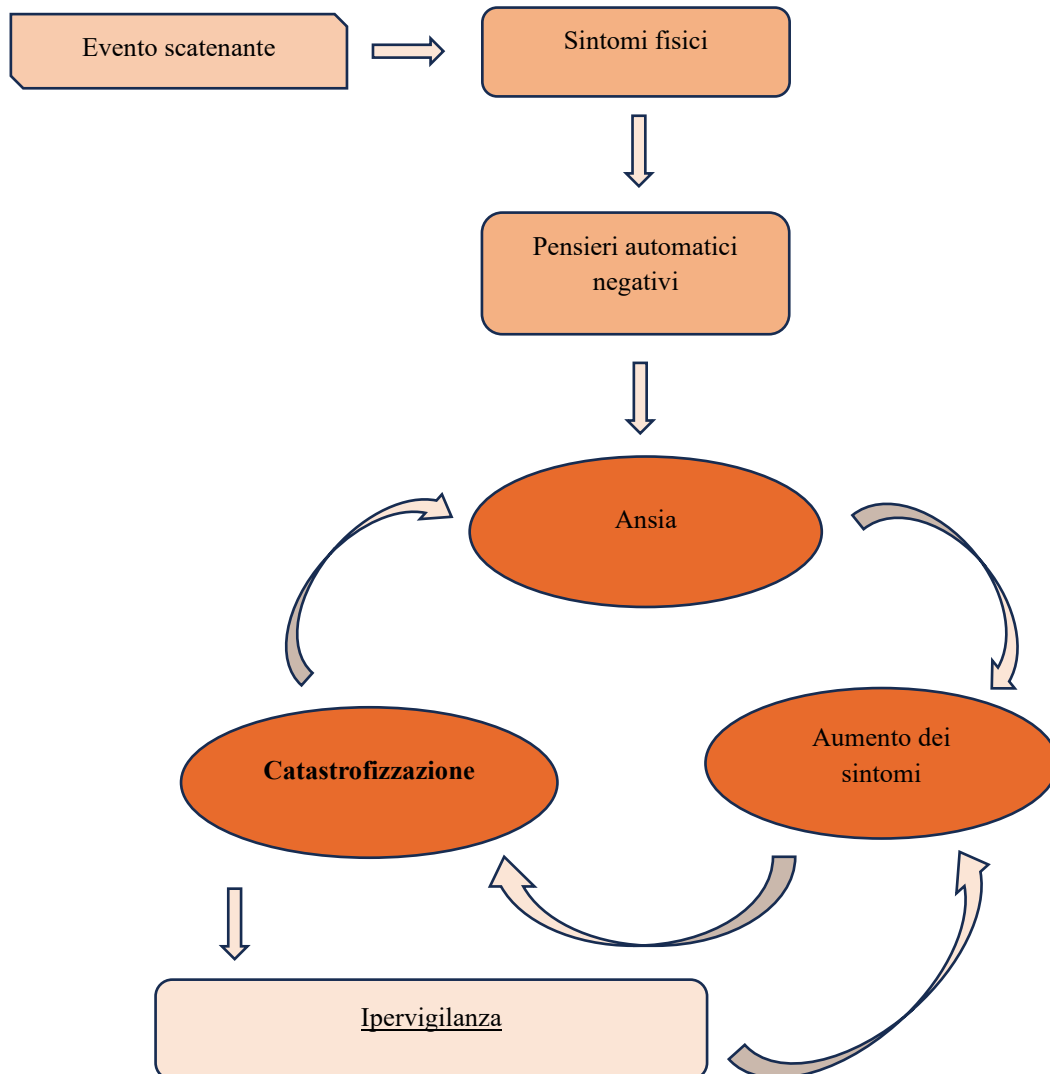 Evento scatenante
Sintomi fisici
Pensieri automatici
negativi
Ansia
Catastrofizzazione
Aumento dei
sintomi
Ipervigilanza